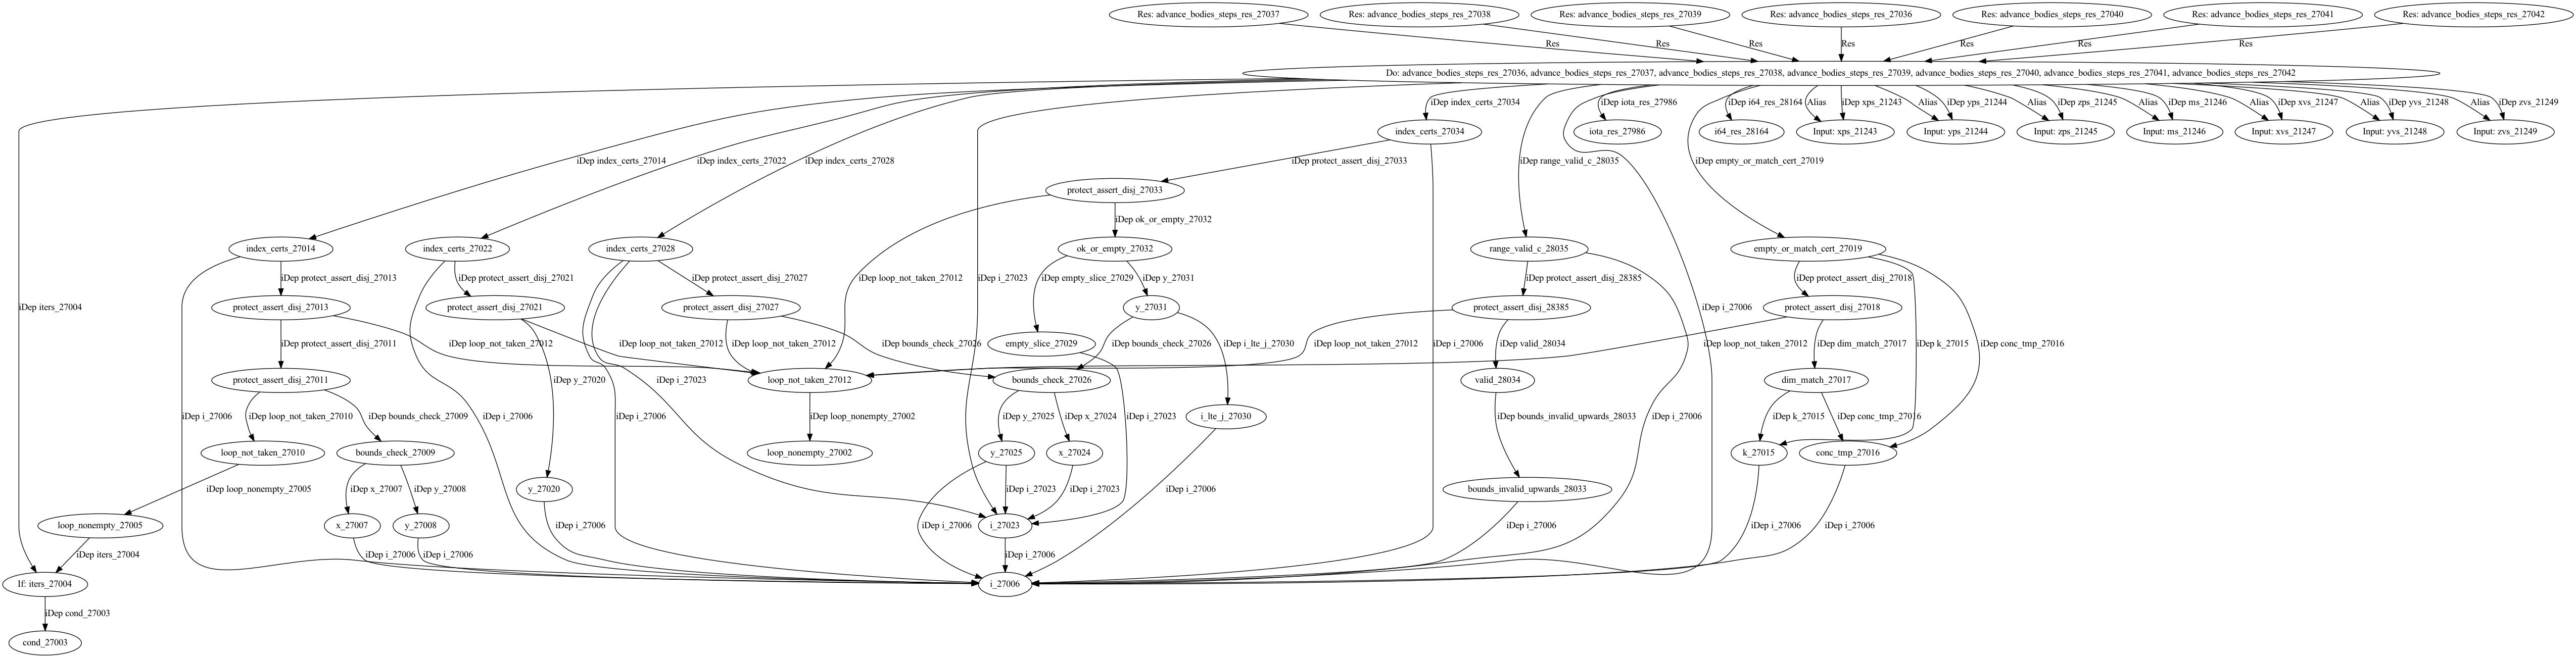 Res: advance_bodies_steps_res_27037
Res: advance_bodies_steps_res_27038
Res: advance_bodies_steps_res_27039
Res: advance_bodies_steps_res_27036
Res: advance_bodies_steps_res_27040
Res: advance_bodies_steps_res_27041
Res: advance_bodies_steps_res_27042
Res
Res
Res
Res
Res
Res
Res
Do: advance_bodies_steps_res_27036, advance_bodies_steps_res_27037, advance_bodies_steps_res_27038, advance_bodies_steps_res_27039, advance_bodies_steps_res_27040, advance_bodies_steps_res_27041, advance_bodies_steps_res_27042
iDep index_certs_27034
iDep iota_res_27986
iDep i64_res_28164
Alias
iDep xps_21243
Alias
iDep yps_21244
Alias
iDep zps_21245
Alias
iDep ms_21246
Alias
iDep xvs_21247
Alias
iDep yvs_21248
Alias
iDep zvs_21249
index_certs_27034
iota_res_27986
i64_res_28164
Input: xps_21243
Input: yps_21244
Input: zps_21245
Input: ms_21246
Input: xvs_21247
Input: yvs_21248
Input: zvs_21249
iDep index_certs_27014
iDep index_certs_27022
iDep index_certs_27028
iDep protect_assert_disj_27033
iDep range_valid_c_28035
iDep empty_or_match_cert_27019
protect_assert_disj_27033
iDep ok_or_empty_27032
index_certs_27014
index_certs_27022
index_certs_27028
ok_or_empty_27032
range_valid_c_28035
empty_or_match_cert_27019
iDep protect_assert_disj_27013
iDep protect_assert_disj_27021
iDep protect_assert_disj_27027
iDep loop_not_taken_27012
iDep i_27023
iDep empty_slice_27029
iDep y_27031
iDep protect_assert_disj_28385
iDep protect_assert_disj_27018
iDep iters_27004
protect_assert_disj_27013
protect_assert_disj_27021
protect_assert_disj_27027
y_27031
protect_assert_disj_28385
iDep i_27006
protect_assert_disj_27018
iDep protect_assert_disj_27011
iDep loop_not_taken_27012
iDep loop_not_taken_27012
iDep loop_not_taken_27012
iDep bounds_check_27026
empty_slice_27029
iDep bounds_check_27026
iDep i_lte_j_27030
iDep loop_not_taken_27012
iDep i_27006
iDep valid_28034
iDep loop_not_taken_27012
iDep dim_match_27017
iDep k_27015
iDep conc_tmp_27016
protect_assert_disj_27011
iDep y_27020
iDep i_27023
loop_not_taken_27012
bounds_check_27026
valid_28034
dim_match_27017
iDep i_27006
iDep loop_not_taken_27010
iDep bounds_check_27009
iDep i_27006
iDep i_27006
iDep loop_nonempty_27002
iDep y_27025
iDep x_27024
iDep i_27023
i_lte_j_27030
iDep bounds_invalid_upwards_28033
iDep i_27006
iDep k_27015
iDep conc_tmp_27016
loop_not_taken_27010
bounds_check_27009
loop_nonempty_27002
y_27025
x_27024
k_27015
conc_tmp_27016
iDep loop_nonempty_27005
iDep x_27007
iDep y_27008
y_27020
iDep i_27023
iDep i_27023
iDep i_27006
bounds_invalid_upwards_28033
loop_nonempty_27005
x_27007
y_27008
iDep i_27006
iDep i_27006
i_27023
iDep i_27006
iDep i_27006
iDep i_27006
iDep iters_27004
iDep i_27006
iDep i_27006
iDep i_27006
If: iters_27004
i_27006
iDep cond_27003
cond_27003